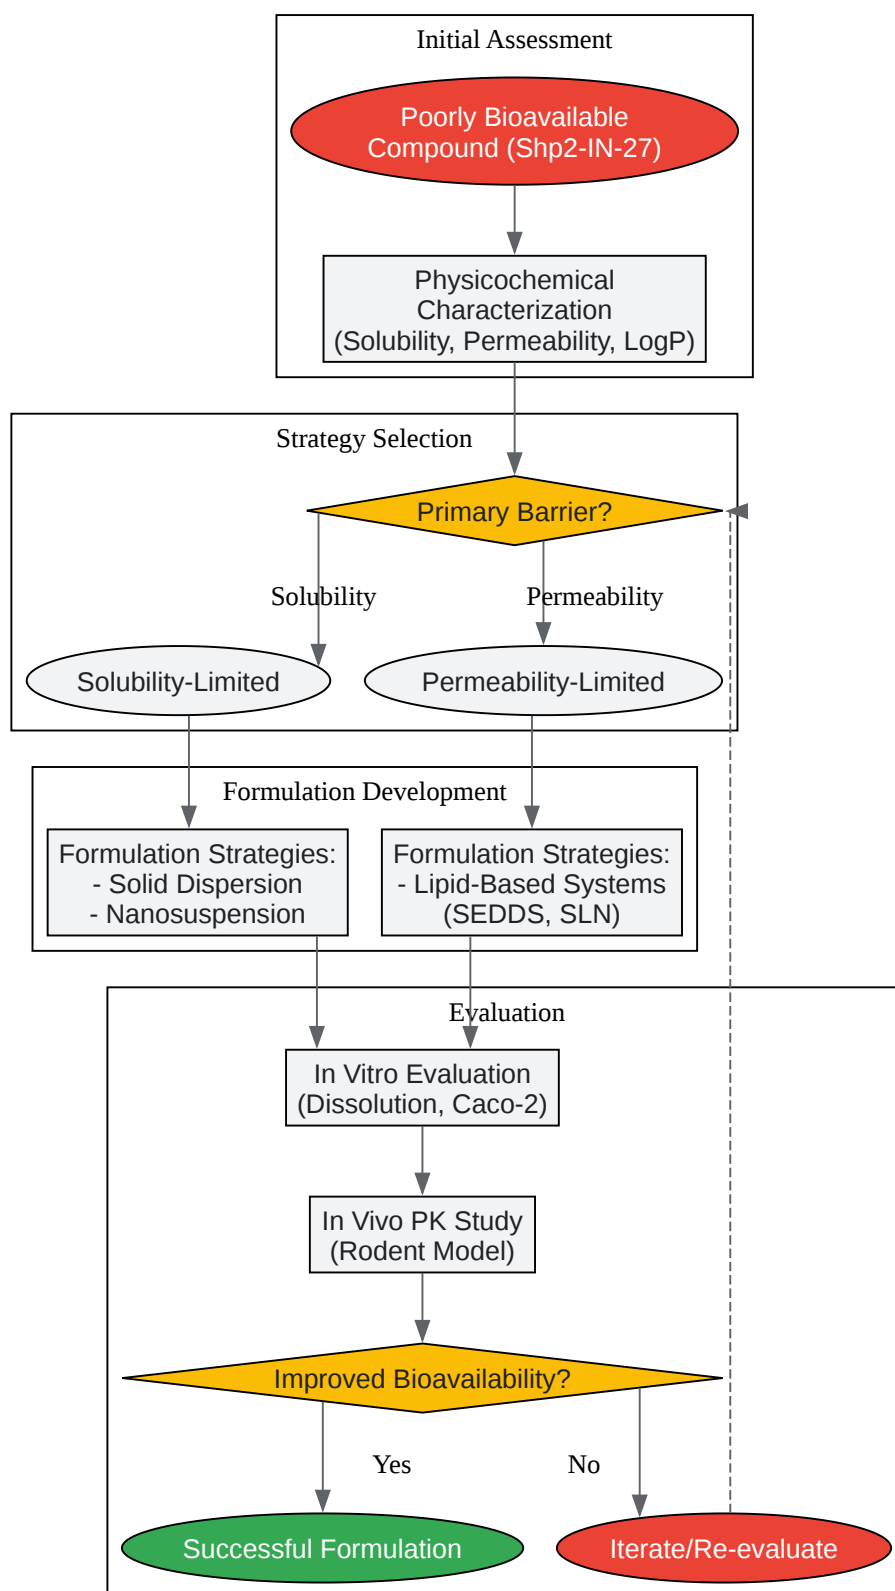 Initial Assessment
Poorly Bioavailable
Compound (Shp2-IN-27)
Physicochemical
Characterization
(Solubility, Permeability, LogP)
Strategy Selection
Primary Barrier?
Solubility
Permeability
Solubility-Limited
Permeability-Limited
Formulation Development
Formulation Strategies:
- Solid Dispersion
- Nanosuspension
Formulation Strategies:
- Lipid-Based Systems
(SEDDS, SLN)
Evaluation
In Vitro Evaluation
(Dissolution, Caco-2)
In Vivo PK Study
(Rodent Model)
Improved Bioavailability?
Yes
No
Successful Formulation
Iterate/Re-evaluate